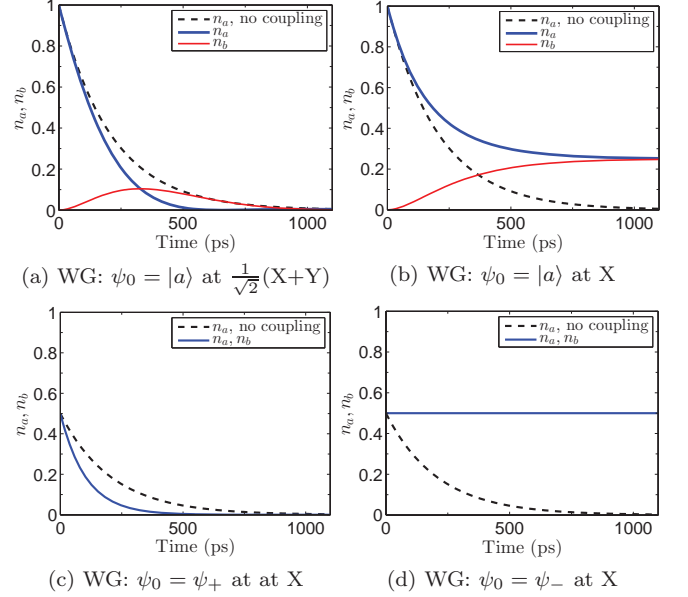 n_a, n_b
1
0.8
0.6
0.4
0.2
0
0 500 1000
Time (ps)
n_a, no coupling
n_a
n_b
(a) WG: ψ_0 = |a⟩ at \frac{1}{\sqrt{2}}(X+Y)
n_a, n_b
1
0.8
0.6
0.4
0.2
0
0 500 1000
Time (ps)
n_a, no coupling
n_a
n_b
(b) WG: ψ_0 = |a⟩ at X
n_a, n_b
1
0.8
0.6
0.4
0.2
0
0 500 1000
Time (ps)
n_a, no coupling
n_a, n_b
(c) WG: ψ_0 = ψ_+ at at X
n_a, n_b
1
0.8
0.6
0.4
0.2
0
0 500 1000
Time (ps)
n_a, no coupling
n_a, n_b
(d) WG: ψ_0 = ψ_− at X